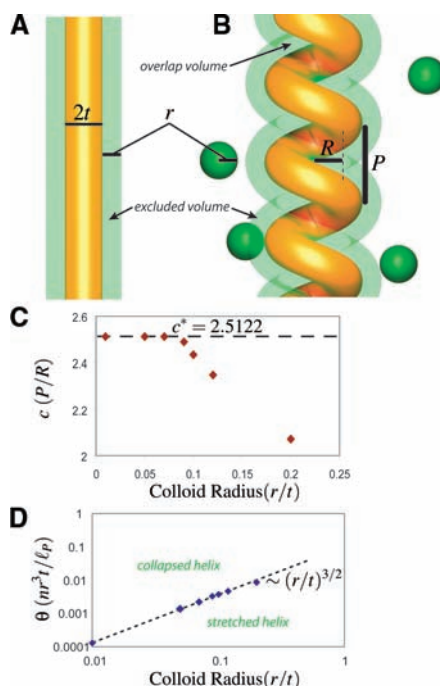 A
B
overlap volume
2t
r
R
P
excluded volume
C
2.6
c* = 2.5122
2.4
2.2
2
c (P/R)
0 0.05 0.1 0.15 0.2 0.25
Colloid Radius(r/t)
D
1
0.1
0.01
0.001
0.0001
θ (nr³t/ℓP)
collapsed helix
~ (r/t)^3/2
stretched helix
0.01 0.1 1
Colloid Radius(r/t)